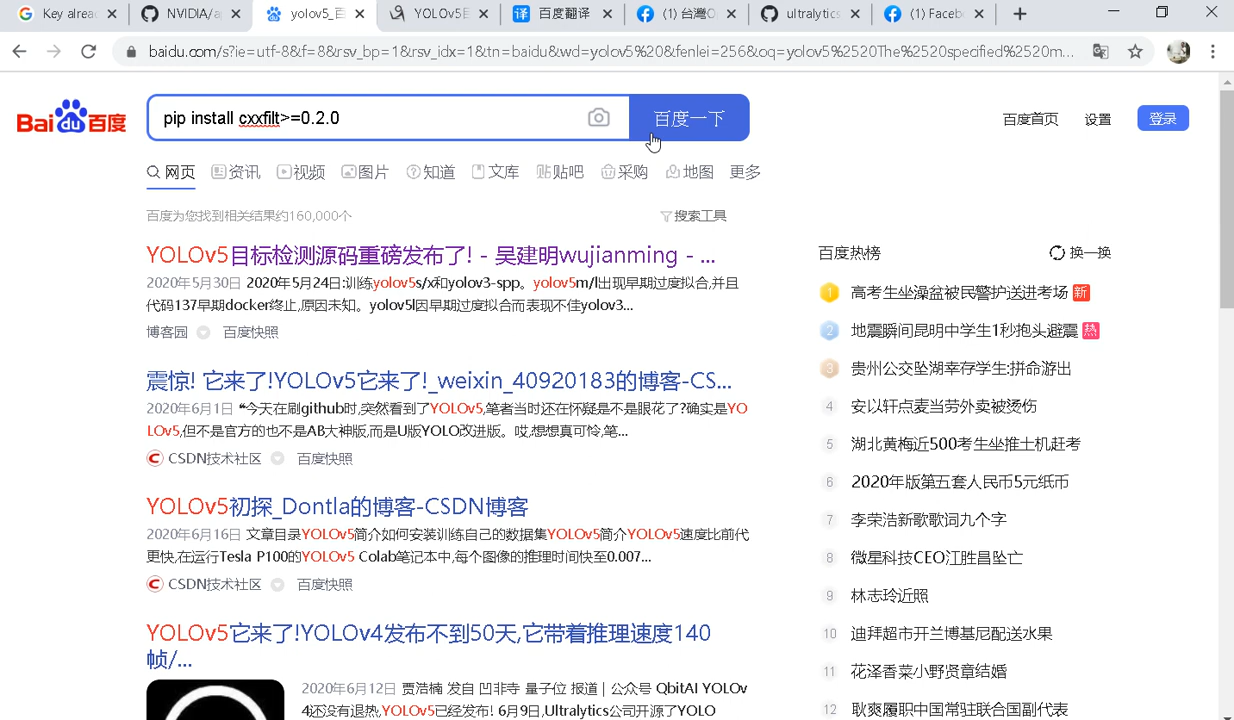 Key alrea
NVIDIA/a
yolov5_百
YOLOv5目
译 百度翻译
(1) 台灣O
ultralytics
(1) Faceb
baidu.com/s?ie=utf-8&f=8&rsv_bp=1&rsv_idx=1&tn=baidu&wd=yolov5%20&fenlei=256&oq=yolov5%2520The%2520specified%2520m...
Bai du 百度
pip install cxxfilt>=0.2.0
百度一下
百度首页 设置 登录
网页 资讯 视频 图片 知道 文库 贴吧 采购 地图 更多
百度为您找到相关结果约160,000个
搜索工具
YOLOv5目标检测源码重磅发布了! - 吴建明wujianming - ...
2020年5月30日 2020年5月24日:训练yolov5s/x和yolov3-spp。yolov5m/l出现早期过度拟合,并且
代码137早期docker终止,原因未知。yolov5l因早期过度拟合而表现不佳yolov3...
博客园 百度快照
震惊! 它来了!YOLOv5它来了!_weixin_40920183的博客-CS...
2020年6月1日 ❝今天在刷github时,突然看到了YOLOv5,笔者当时还在怀疑是不是眼花了?确实是YO
LOv5,但不是官方的也不是AB大神版,而是U版YOLO改进版。哎,想想真可怜,笔...
CSDN技术社区 百度快照
YOLOv5初探_Dontla的博客-CSDN博客
2020年6月16日 文章目录YOLOv5简介如何安装训练自己的数据集YOLOv5简介YOLOv5速度比前代
更快,在运行Tesla P100的YOLOv5 Colab笔记本中,每个图像的推理时间快至0.007...
CSDN技术社区 百度快照
YOLOv5它来了!YOLOv4发布不到50天,它带着推理速度140
帧/...
2020年6月12日 贾浩楠 发自 凹非寺 量子位 报道 | 公众号 QbitAI YOLOv
4还没有退热,YOLOv5已经发布! 6月9日,Ultralytics公司开源了YOLO
百度热榜
换一换
1 高考生坐澡盆被民警护送进考场 新
2 地震瞬间昆明中学生1秒抱头避震 热
3 贵州公交坠湖幸存学生:拼命游出
4 安以轩点麦当劳外卖被烫伤
5 湖北黄梅近500考生坐推土机赶考
6 2020年版第五套人民币5元纸币
7 李荣浩新歌歌词九个字
8 微星科技CEO江胜昌坠亡
9 林志玲近照
10 迪拜超市开兰博基尼配送水果
11 花泽香菜小野贤章结婚
12 耿爽履职中国常驻联合国副代表